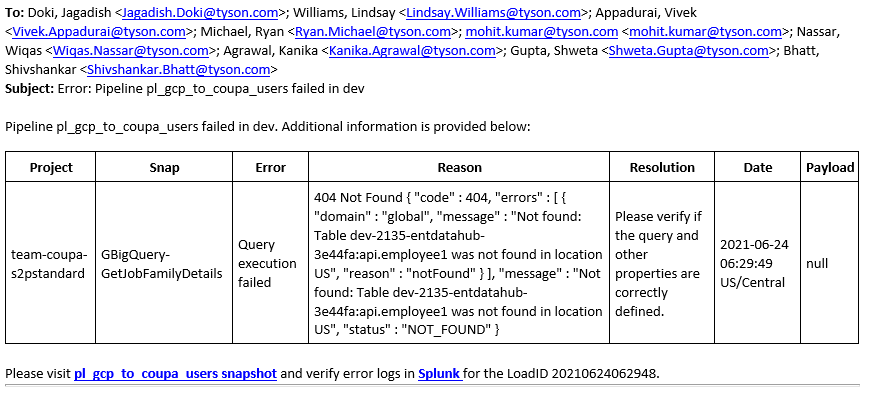 To: Doki, Jagadish <Jagadish.Doki@tyson.com>; Williams, Lindsay <Lindsay.Williams@tyson.com>; Appadurai, Vivek
<Vivek.Appadurai@tyson.com>; Michael, Ryan <Ryan.Michael@tyson.com>; mohit.kumar@tyson.com <mohit.kumar@tyson.com>; Nassar,
Wiqas <Wiqas.Nassar@tyson.com>; Agrawal, Kanika <Kanika.Agrawal@tyson.com>; Gupta, Shweta <Shweta.Gupta@tyson.com>; Bhatt,
Shivshankar <Shivshankar.Bhatt@tyson.com>
Subject: Error: Pipeline pl_gcp_to_coupa_users failed in dev
Pipeline pl_gcp_to_coupa_users failed in dev. Additional information is provided below:
Project Snap Error Reason Resolution Date Payload
team-coupa-
s2pstandard
GBigQuery-
GetJobFamilyDetails
Query
execution
failed
404 Not Found { "code" : 404, "errors" : [ {
"domain" : "global", "message" : "Not found:
Table dev-2135-entdatahub-
3e44fa:api.employee1 was not found in location
US", "reason" : "notFound" } ], "message" : "Not
found: Table dev-2135-entdatahub-
3e44fa:api.employee1 was not found in location
US", "status" : "NOT_FOUND" }
Please verify if
the query and
other
properties are
correctly
defined.
2021-06-24
06:29:49
US/Central
null
Please visit pl_gcp_to_coupa_users snapshot and verify error logs in Splunk for the LoadID 20210624062948.